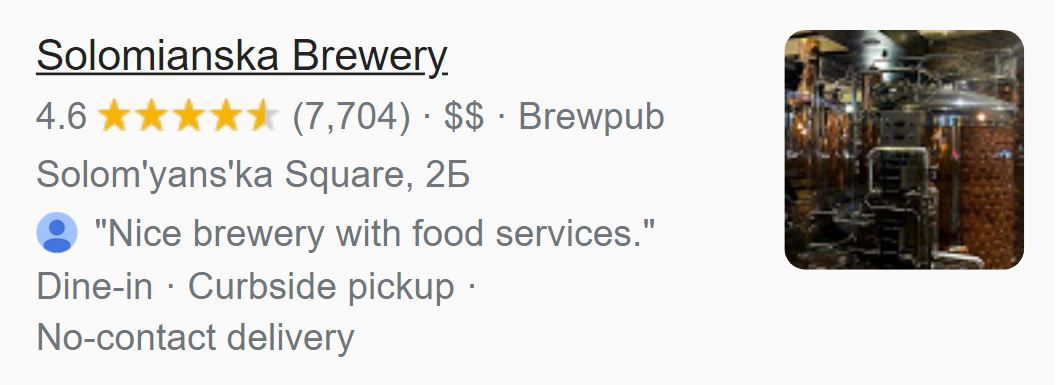 Solomianska Brewery
4.6 (7,704) · $$ · Brewpub
Solom'yans'ka Square, 2Б
"Nice brewery with food services."
Dine-in · Curbside pickup ·
No-contact delivery